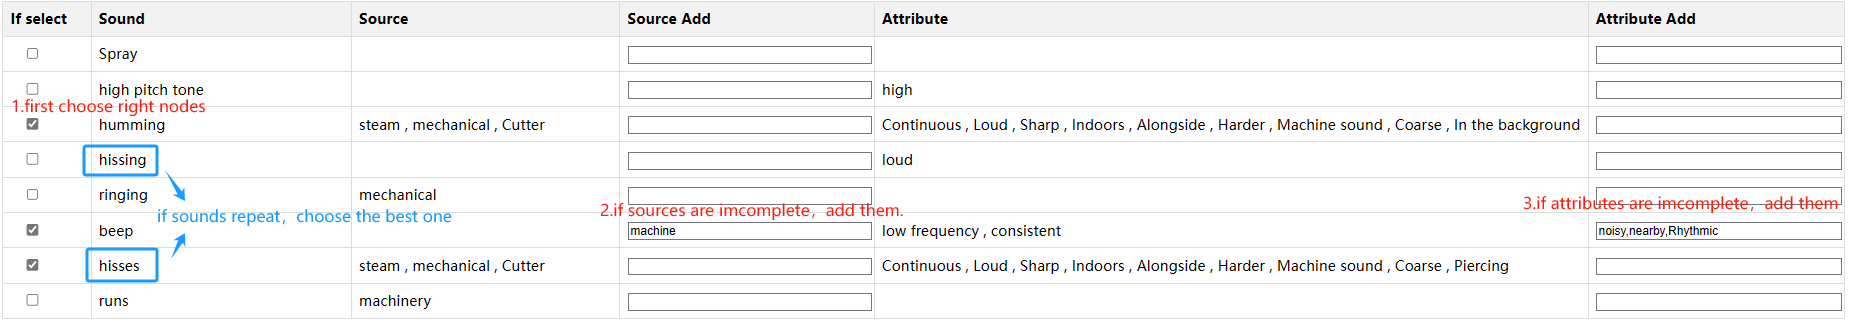 If select Sound Source Source Add Attribute Attribute Add
Spray
high pitch tone high
1.first choose right nodes
humming steam , mechanical , Cutter Continuous , Loud , Sharp , Indoors , Alongside , Harder , Machine sound , Coarse , In the background
hissing loud
ringing mechanical
if sounds repeat, choose the best one 2.if sources are imcomplete, add them. 3.if attributes are imcomplete, add them
beep machine low frequency , consistent noisy,nearby,Rhythmic
hisses steam , mechanical , Cutter Continuous , Loud , Sharp , Indoors , Alongside , Harder , Machine sound , Coarse , Piercing
runs machinery